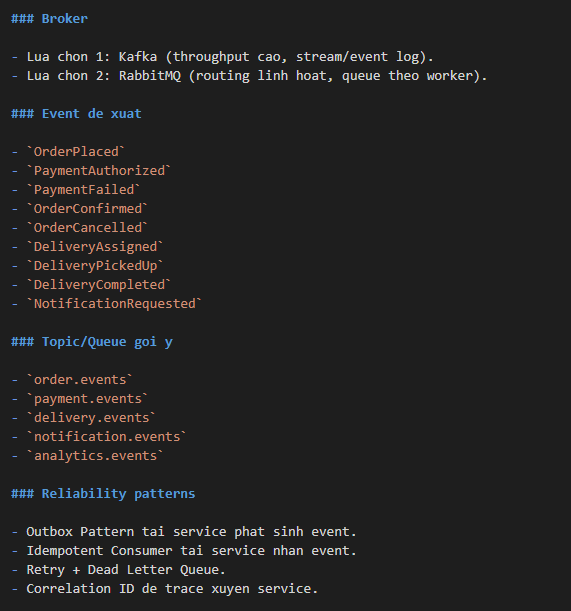 ### Broker
- Lua chon 1: Kafka (throughput cao, stream/event log).
- Lua chon 2: RabbitMQ (routing linh hoat, queue theo worker).
### Event de xuat
- `OrderPlaced`
- `PaymentAuthorized`
- `PaymentFailed`
- `OrderConfirmed`
- `OrderCancelled`
- `DeliveryAssigned`
- `DeliveryPickedUp`
- `DeliveryCompleted`
- `NotificationRequested`
### Topic/Queue goi y
- `order.events`
- `payment.events`
- `delivery.events`
- `notification.events`
- `analytics.events`
### Reliability patterns
- Outbox Pattern tai service phat sinh event.
- Idempotent Consumer tai service nhan event.
- Retry + Dead Letter Queue.
- Correlation ID de trace xuyen service.